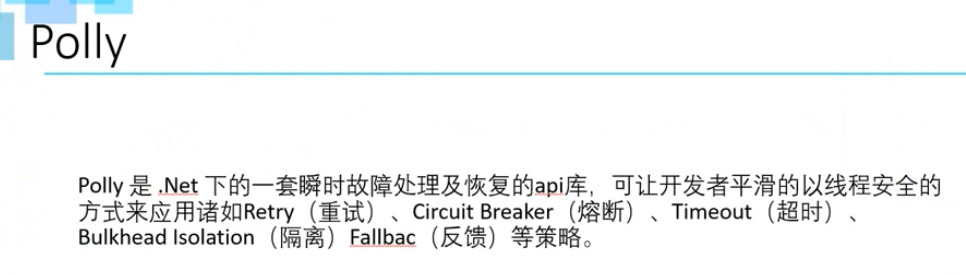 Polly
Polly 是 .Net 下的一套瞬时故障处理及恢复的api库，可让开发者平滑的以线程安全的
方式来应用诸如Retry（重试）、Circuit Breaker（熔断）、Timeout（超时）、
Bulkhead Isolation（隔离）Fallbac（反馈）等策略。